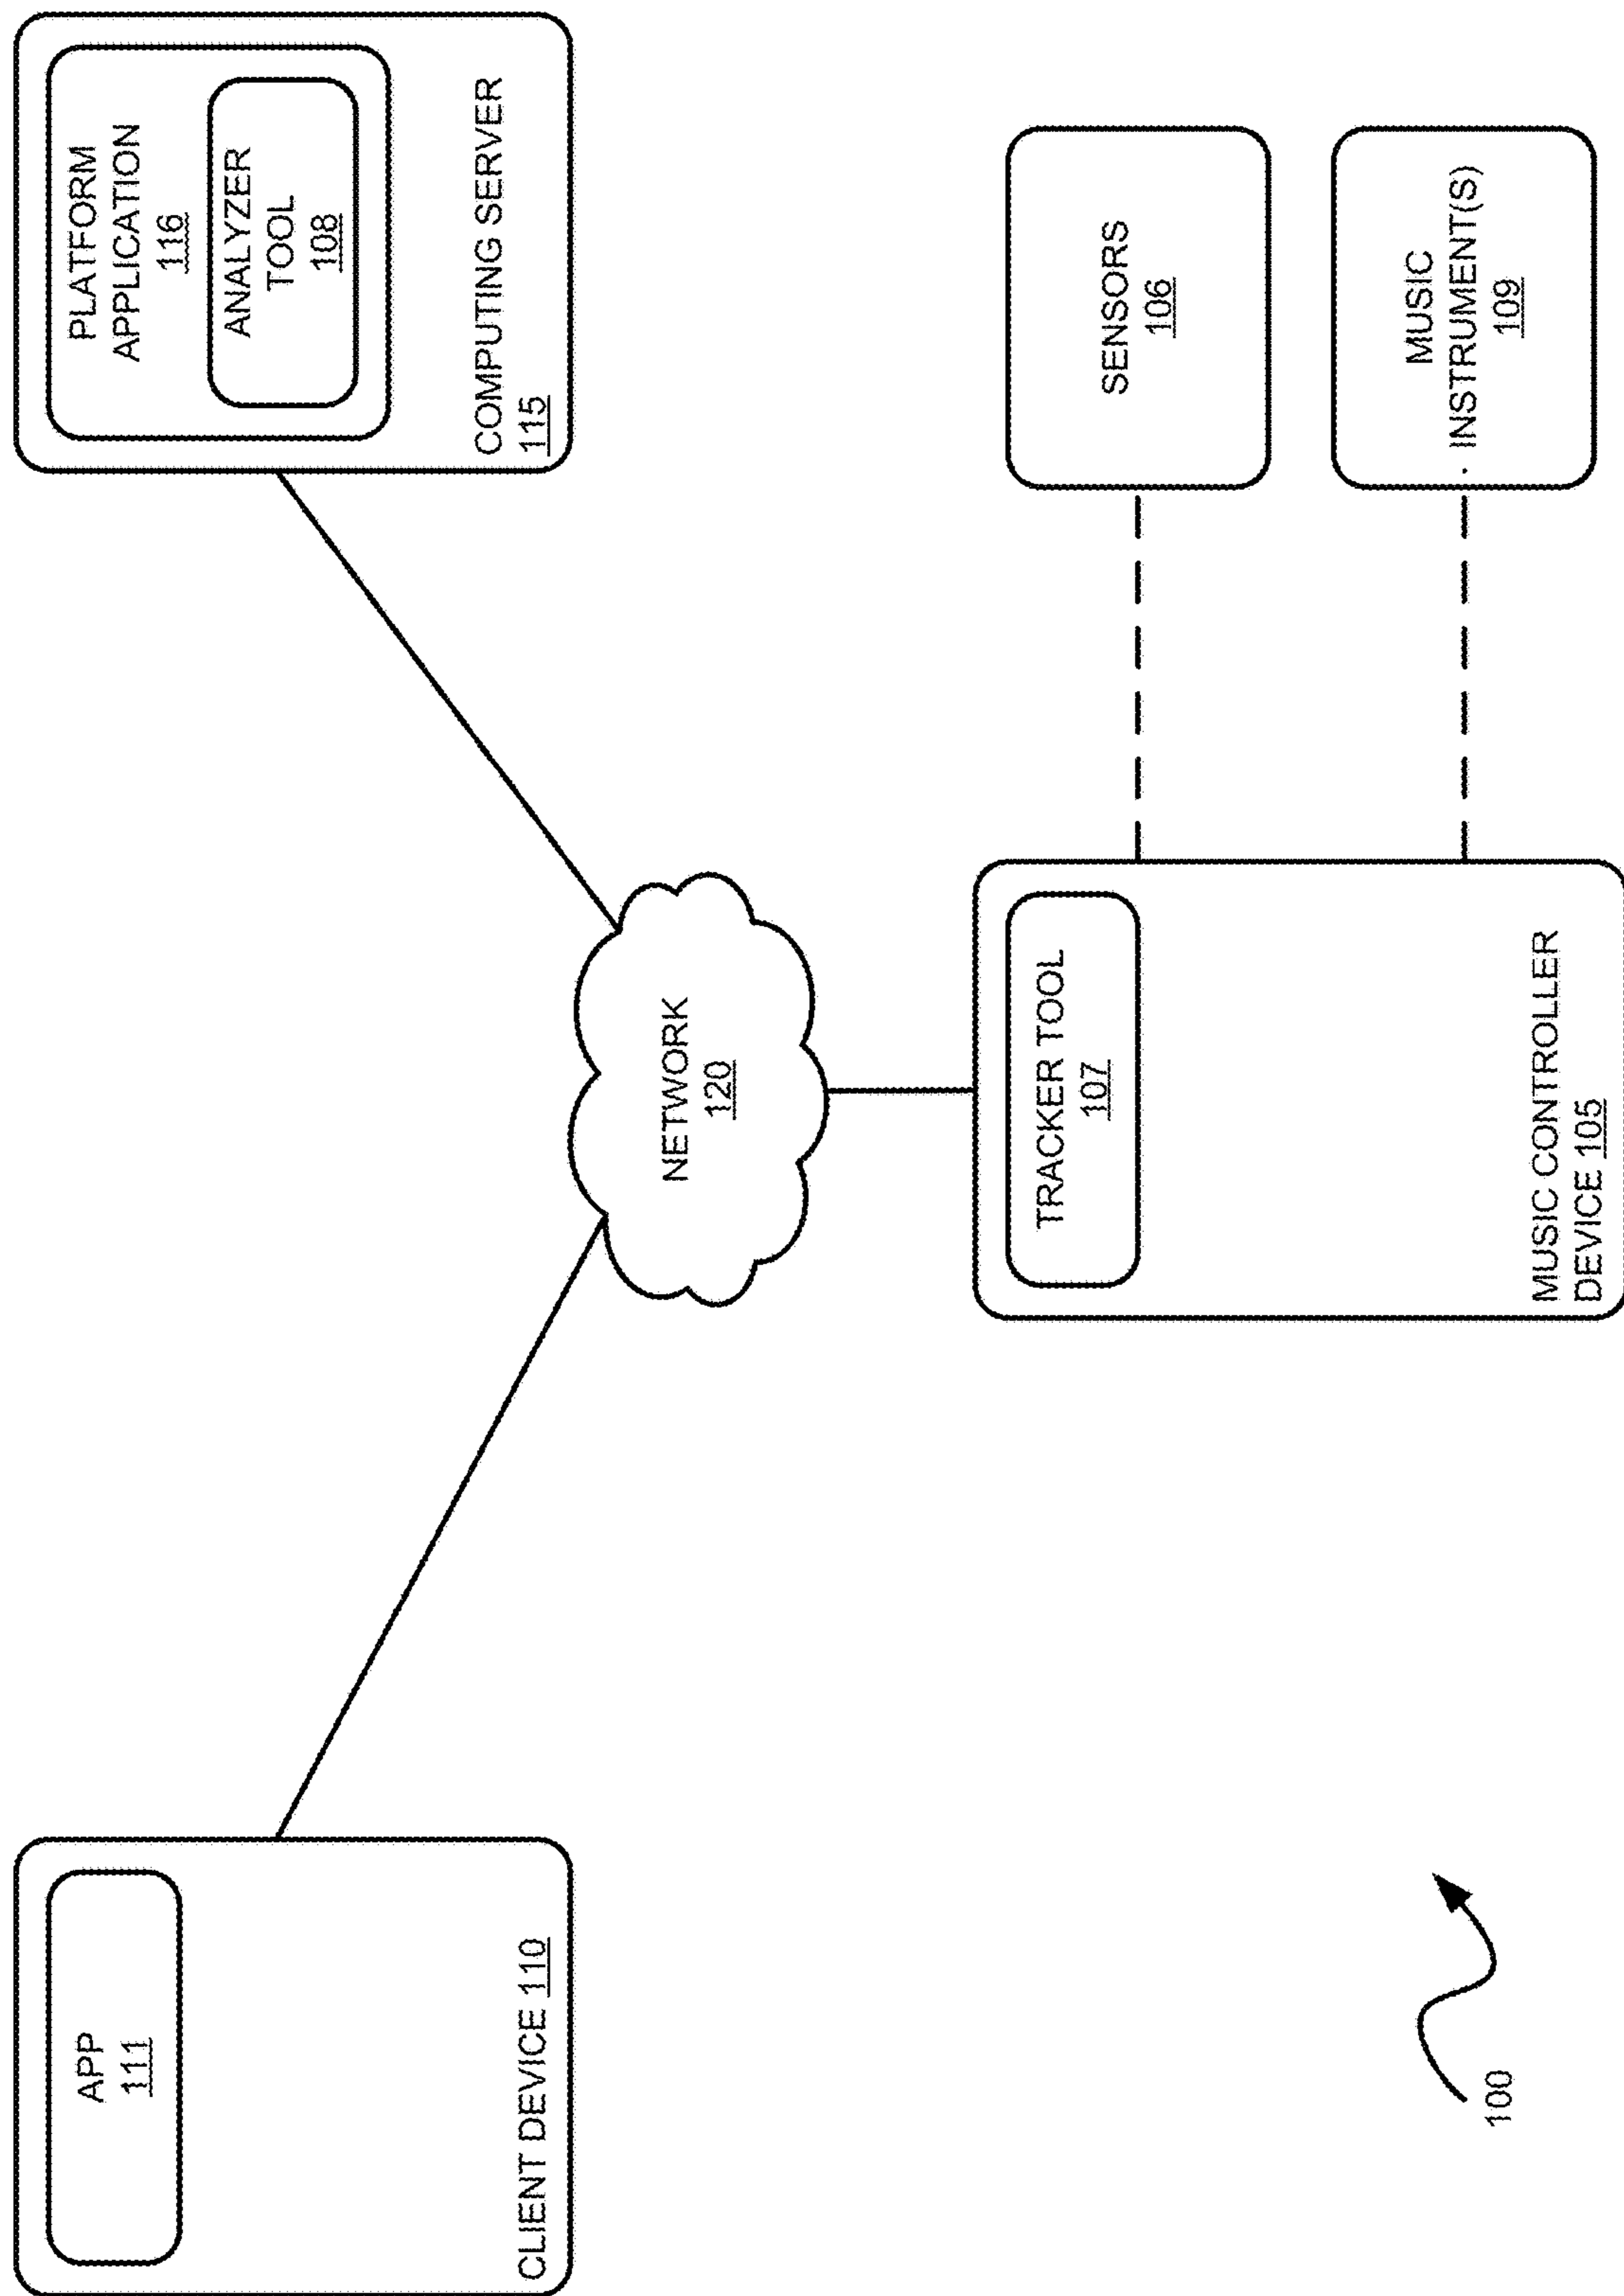 APP
111
CLIENT DEVICE 110
PLATFORM
APPLICATION
116
ANALYZER
TOOL
108
COMPUTING SERVER
115
NETWORK
120
TRACKER TOOL
107
MUSIC CONTROLLER
DEVICE 105
SENSORS
106
MUSIC
INSTRUMENT(S)
109
100